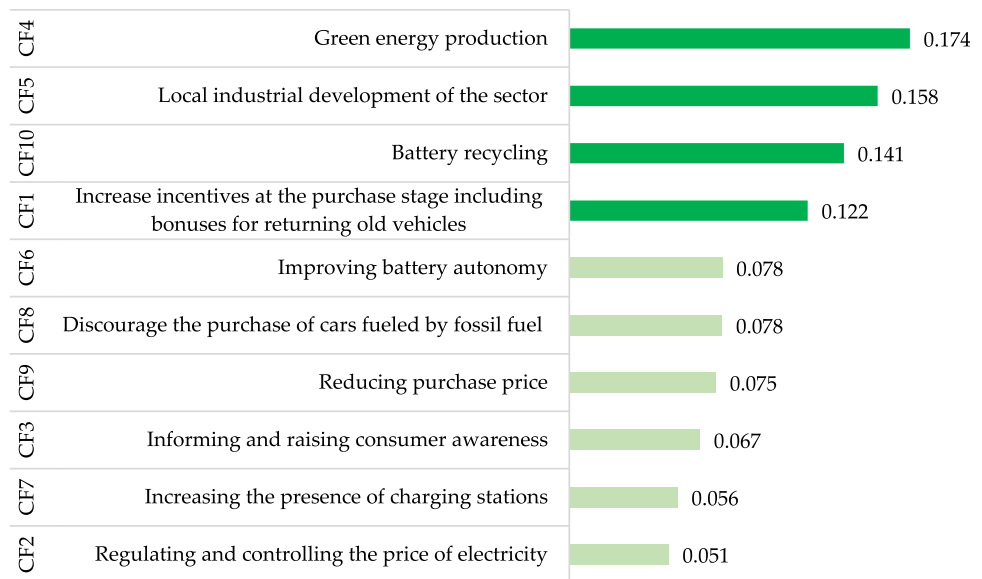 CF4
Green energy production
0.174
CF5
Local industrial development of the sector
0.158
CF10
Battery recycling
0.141
CF1
Increase incentives at the purchase stage including
bonuses for returning old vehicles
0.122
CF6
Improving battery autonomy
0.078
CF8
Discourage the purchase of cars fueled by fossil fuel
0.078
CF9
Reducing purchase price
0.075
CF3
Informing and raising consumer awareness
0.067
CF7
Increasing the presence of charging stations
0.056
CF2
Regulating and controlling the price of electricity
0.051